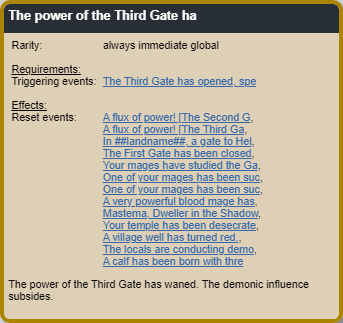 The power of the Third Gate ha
Rarity: always immediate global
Requirements:
Triggering events: The Third Gate has opened, spe
Effects:
Reset events: A flux of power! [The Second G,
A flux of power! [The Third Ga,
In ##landname##, a gate to Hel,
The First Gate has been closed,
Your mages have studied the Ga,
One of your mages has been suc,
One of your mages has been suc,
A very powerful blood mage has,
Mastema, Dweller in the Shadow,
Your temple has been desecrate,
A village well has turned red.,
The locals are conducting demo,
A calf has been born with thre
The power of the Third Gate has waned. The demonic influence
subsides.